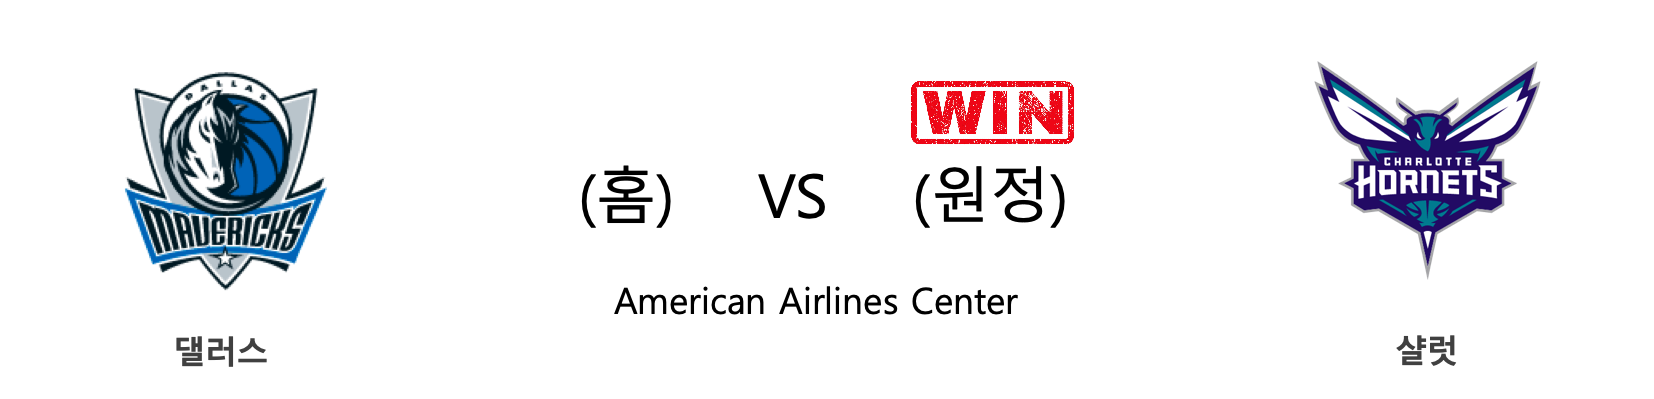 DALLAS
MAVERICKS
댈러스
WIN
(홈) VS (원정)
American Airlines Center
CHARLOTTE
HORNETS
샬럿